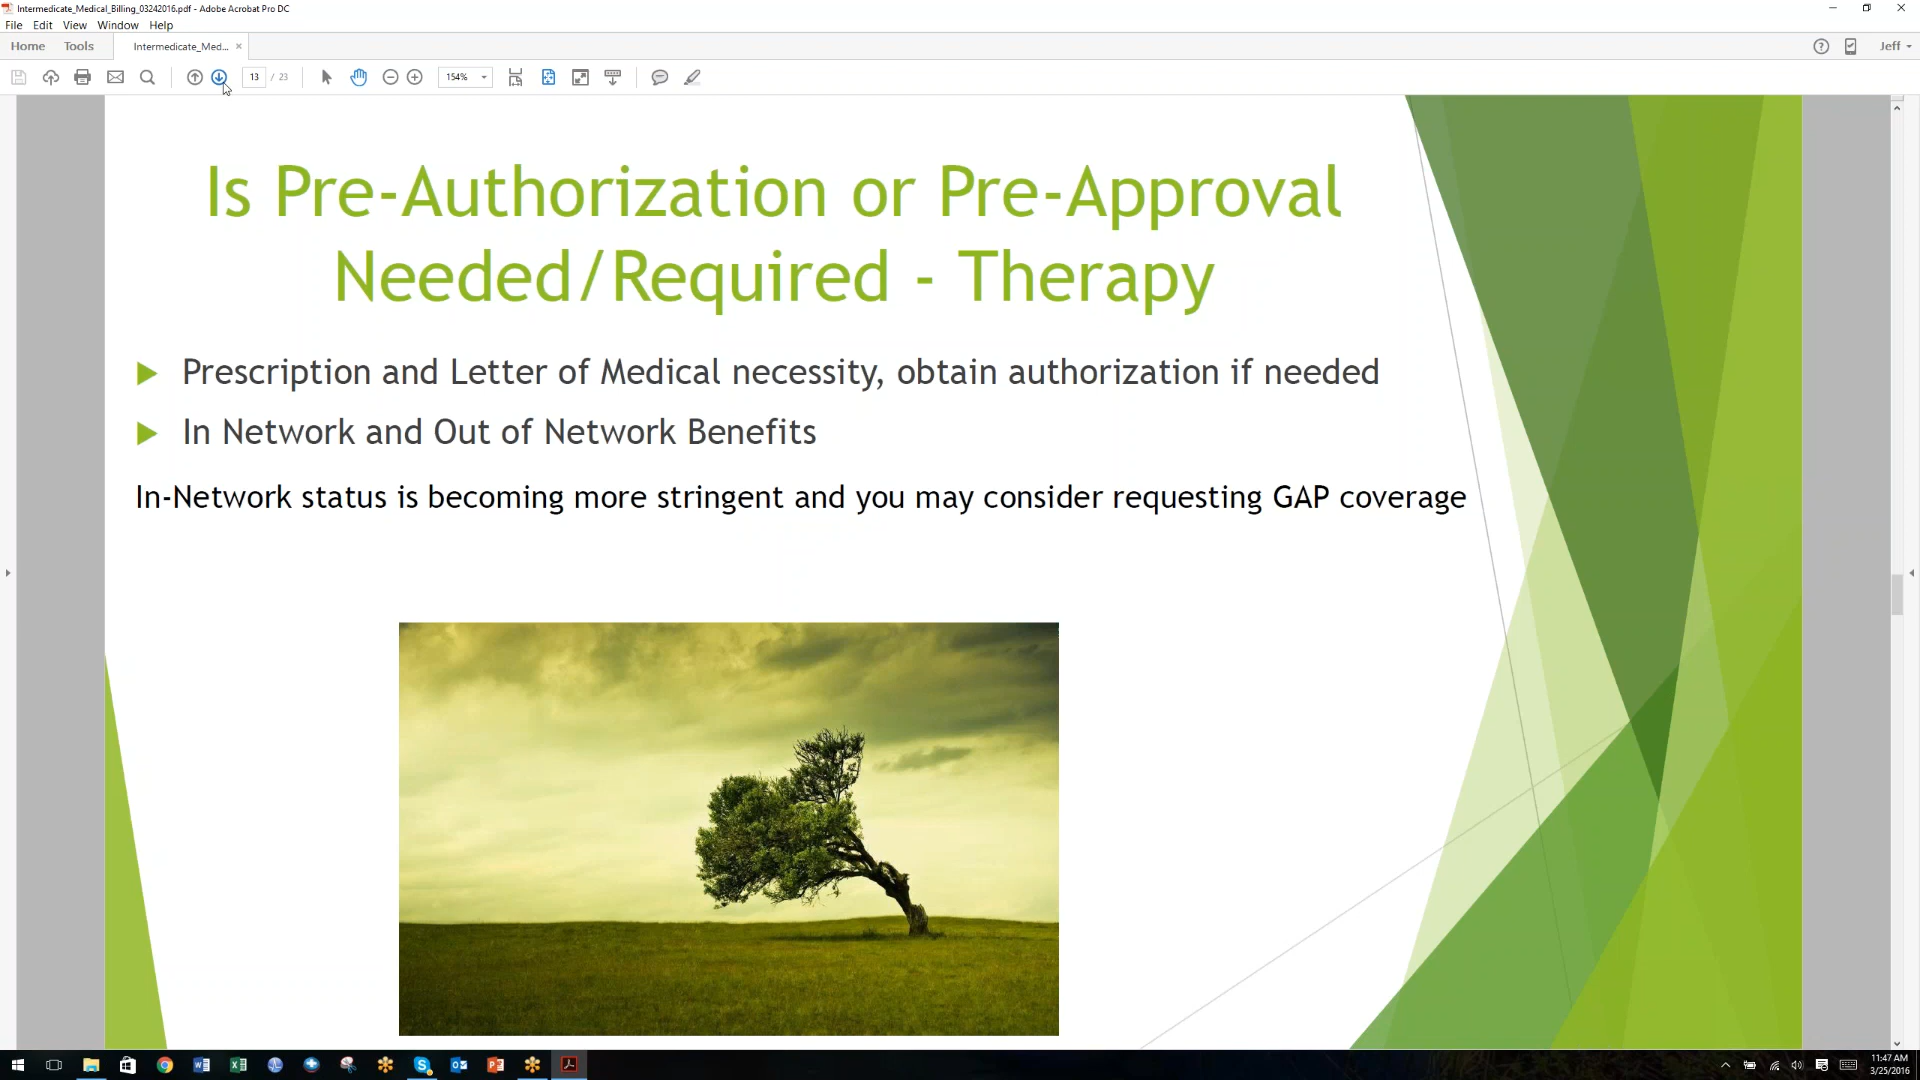 Intermedicate_Medical_Billing_03242016.pdf - Adobe Acrobat Pro DC
File Edit View Window Help
Home Tools Intermedicate_Med... × Jeff
13 / 23 154%
Is Pre-Authorization or Pre-Approval
Needed/Required - Therapy
Prescription and Letter of Medical necessity, obtain authorization if needed
In Network and Out of Network Benefits
In-Network status is becoming more stringent and you may consider requesting GAP coverage
11:47 AM
3/25/2016